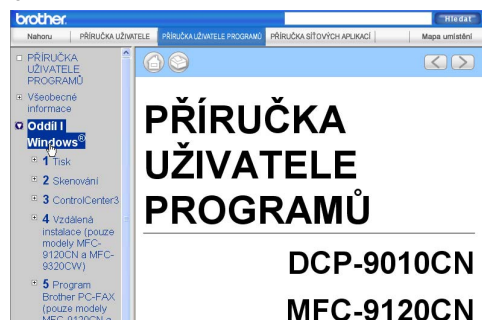 brother
Hledat
Nahoru
PŘÍRUČKA UŽIVATELE
PŘÍRUČKA UŽIVATELE PROGRAMŮ
PŘÍRUČKA SÍŤOVÝCH APLIKACÍ
Mapa umístění
PŘÍRUČKA
UŽIVATELE
PROGRAMŮ
Všeobecné
informace
Oddíl I
Windows®
1 Tisk
2 Skenování
3 ControlCenter3
4 Vzdálená
instalace (pouze
modely MFC-
9120CN a MFC-
9320CW)
5 Program
Brother PC-FAX
(pouze modely
MFC-9120CN a
PŘÍRUČKA
UŽIVATELE
PROGRAMŮ
DCP-9010CN
MFC-9120CN